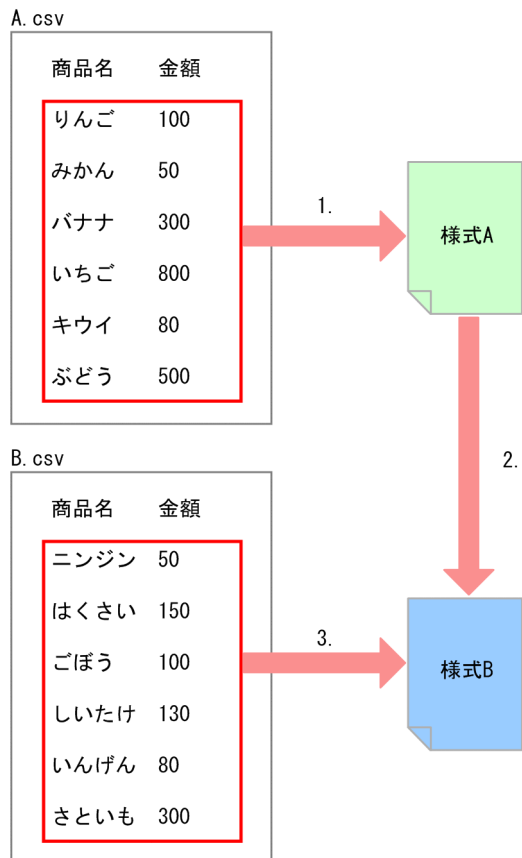 A.csv
商品名 金額
りんご 100
みかん 50
バナナ 300
いちご 800
キウイ 80
ぶどう 500
1.
様式A
2.
B.csv
商品名 金額
ニンジン 50
はくさい 150
ごぼう 100
しいたけ 130
いんげん 80
さといも 300
3.
様式B